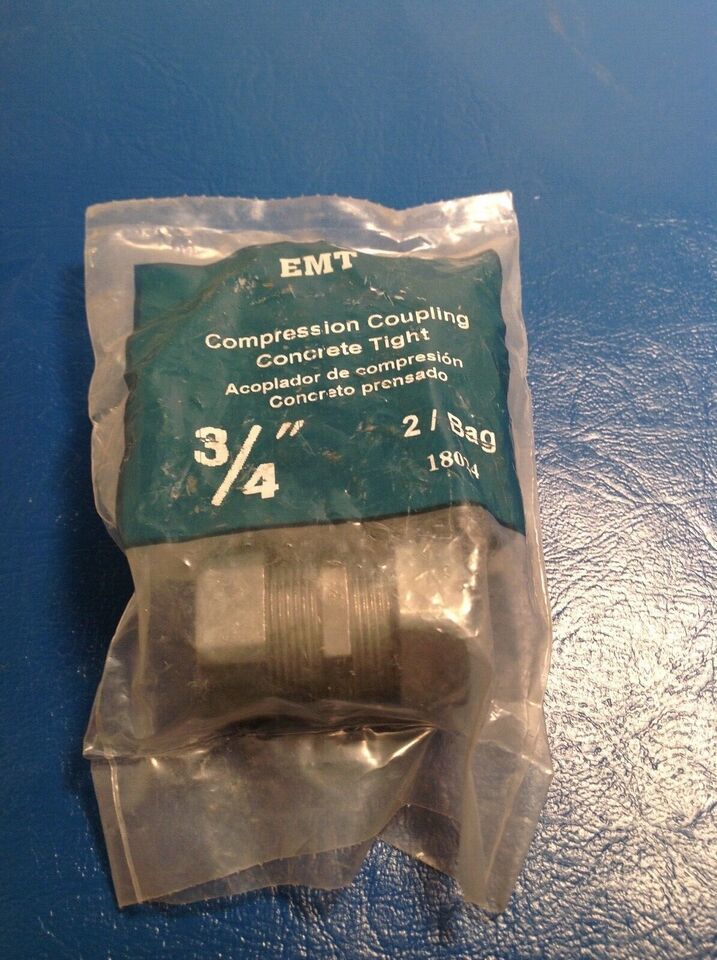 EMT
Compression Coupling
Concrete Tight
Acoplador de compresión
Concreto prensado
3/4" 2 / Bag